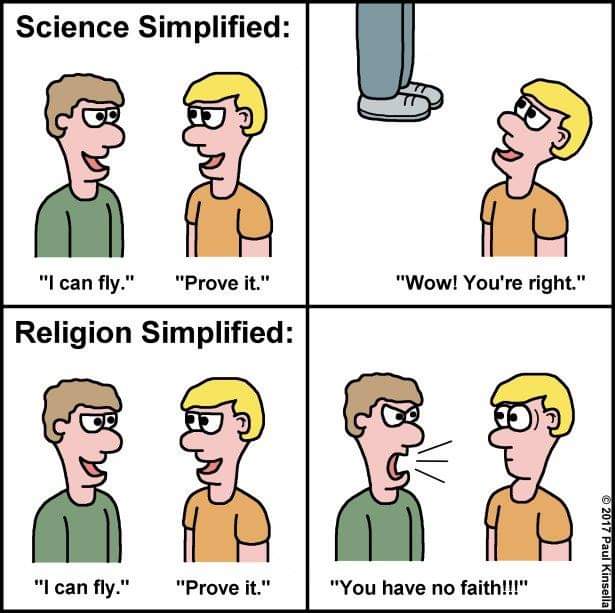 Science Simplified:
"I can fly."
"Prove it."
"Wow! You're right."
Religion Simplified:
"I can fly."
"Prove it."
"You have no faith!!!"
© 2017 Paul Kinsella